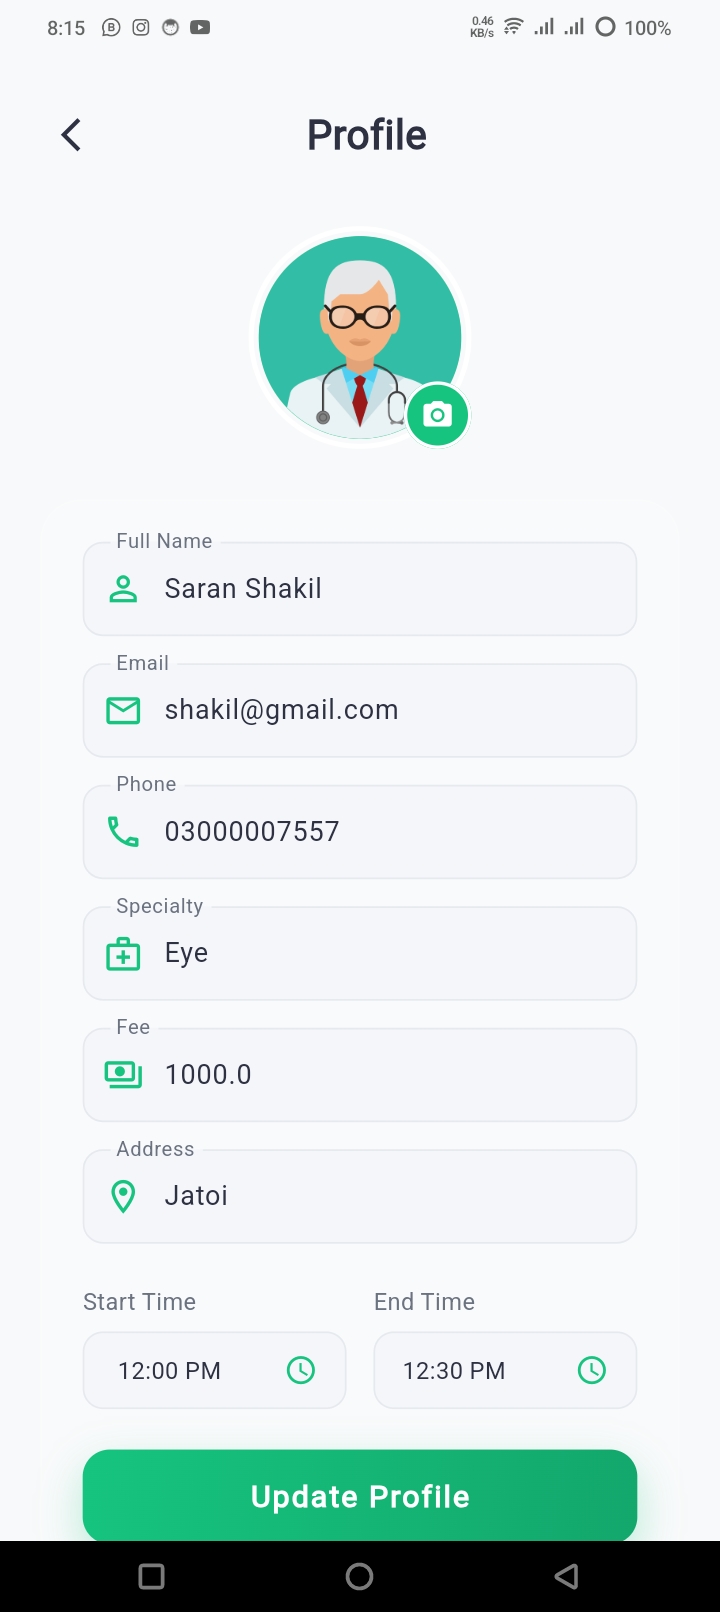 8:15 0.46 KB/s 100%
Profile
Full Name
Saran Shakil
Email
shakil@gmail.com
Phone
03000007557
Specialty
Eye
Fee
1000.0
Address
Jatoi
Start Time End Time
12:00 PM 12:30 PM
Update Profile